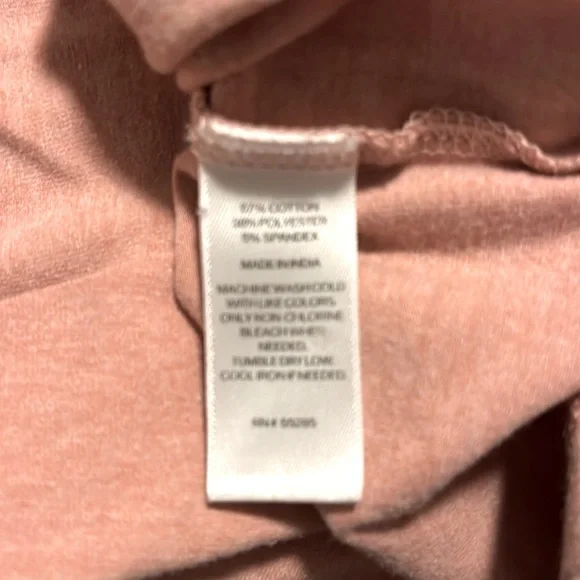 57% COTTON
38% POLYESTER
5% SPANDEX
MADE IN INDIA
MACHINE WASH COLD
WITH LIKE COLORS.
ONLY NON-CHLORINE
BLEACH WHEN
NEEDED.
TUMBLE DRY LOW.
COOL IRON IF NEEDED.
RN#